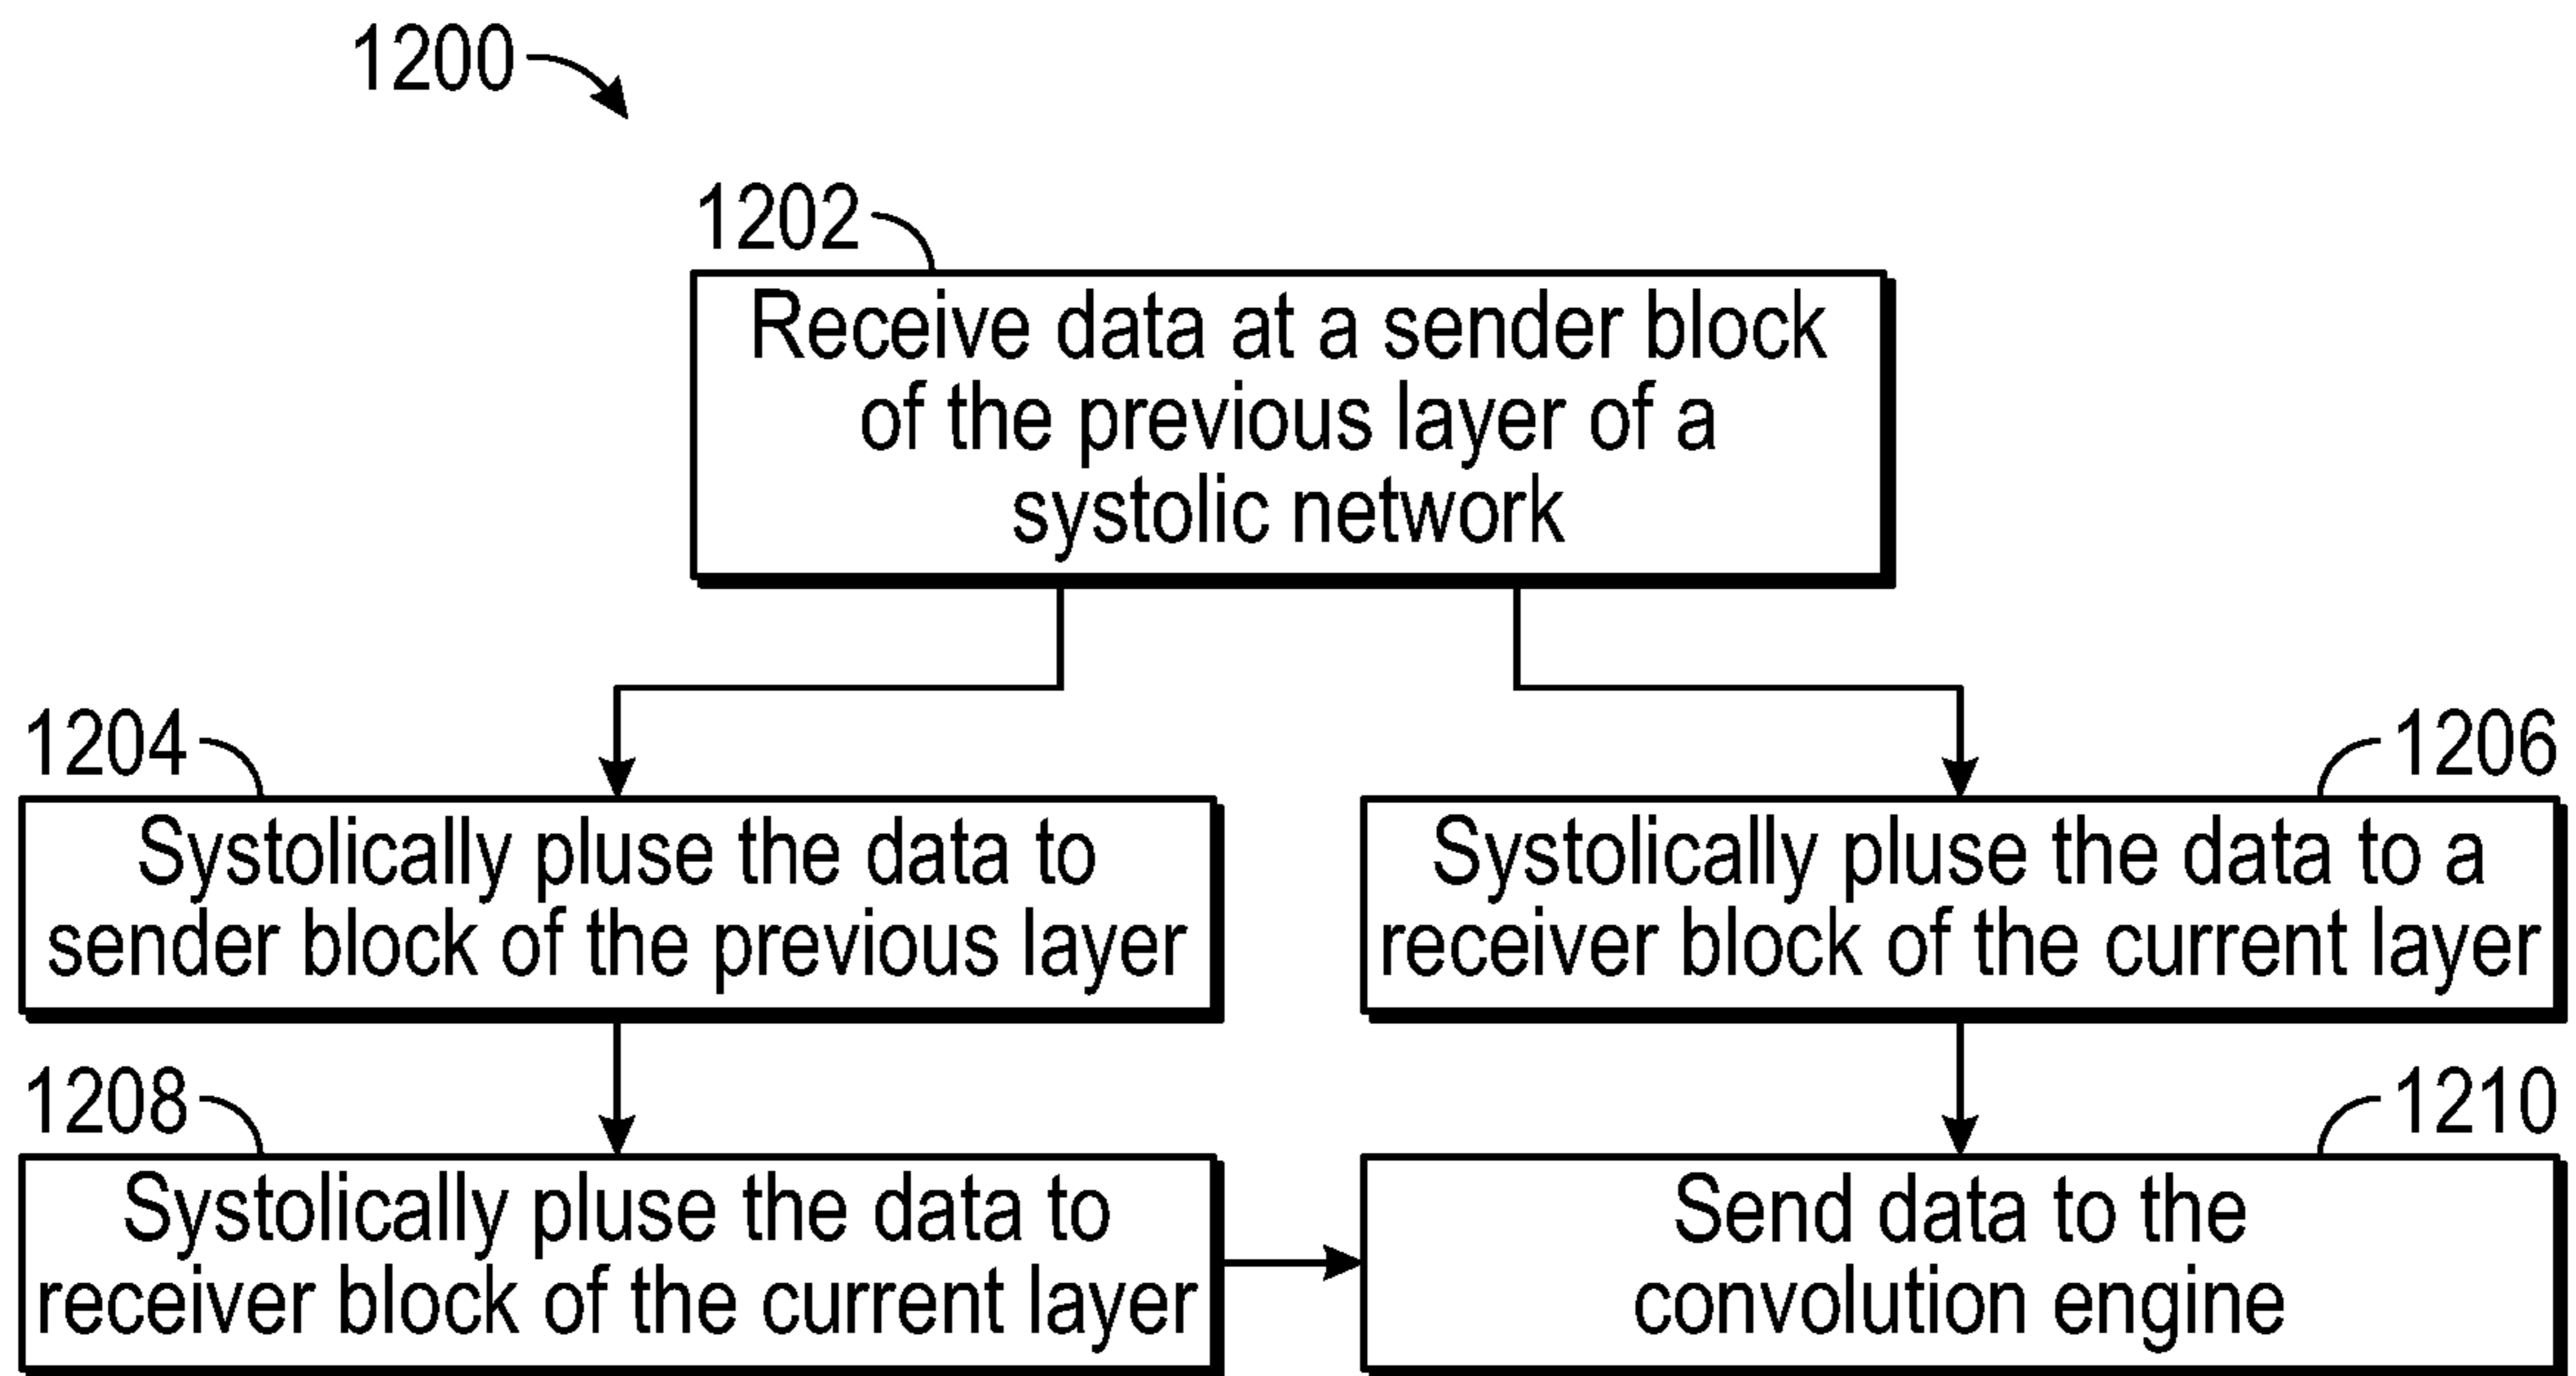 1200
1202
Receive data at a sender block
of the previous layer of a
systolic network
1204
Systolically pluse the data to
sender block of the previous layer
1206
Systolically pluse the data to a
receiver block of the current layer
1208
Systolically pluse the data to
receiver block of the current layer
1210
Send data to the
convolution engine